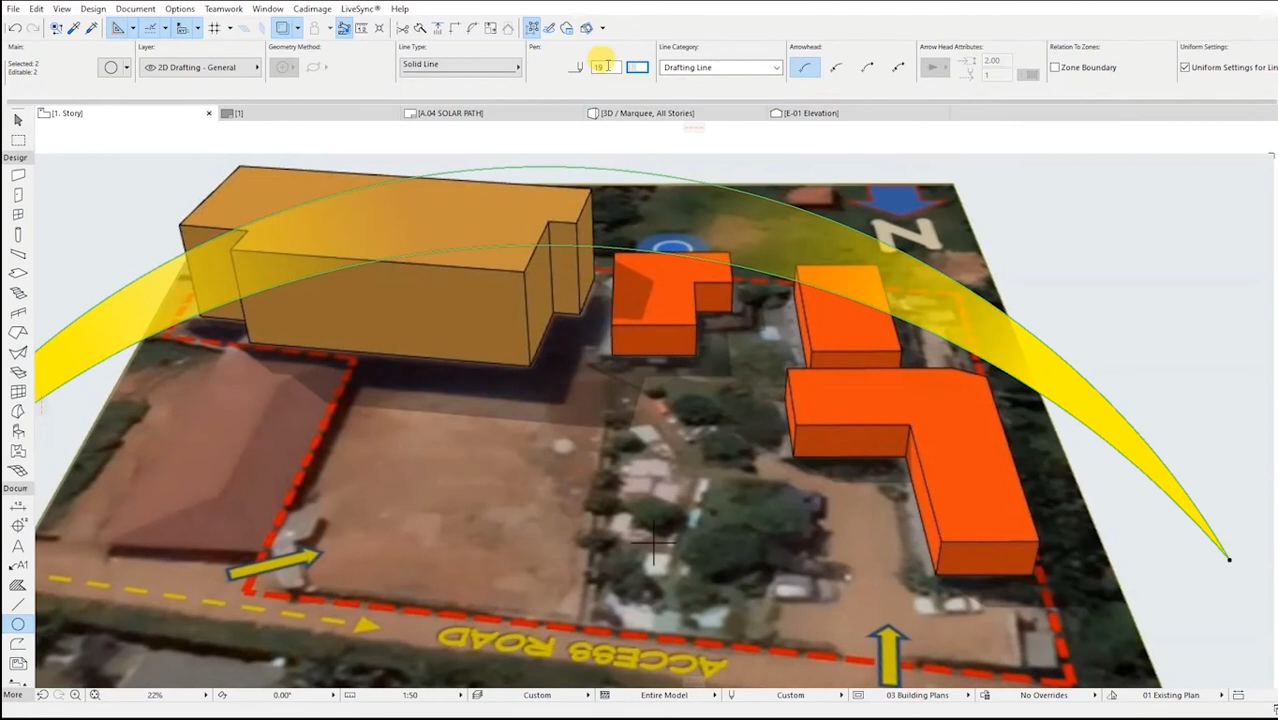 File Edit View Design Document Options Teamwork Window Cadimage LiveSync® Help
Main: Layer: Geometry Method: Line Type: Pen: Line Category: Arrowhead: Arrow Head Attributes: Relation To Zones: Uniform Settings:
Selected: 2
Editable: 2
2D Drafting - General
Solid Line
19
Drafting Line
2.00
1
Zone Boundary
Uniform Settings for Lin
[1. Story] [1] [A.04 SOLAR PATH] [3D / Marquee, All Stories] [E-01 Elevation]
Design
N
ACCESS ROAD
Docum
A
A1
More 22% 0.00° 1:50 Custom Entire Model Custom 03 Building Plans No Overrides 01 Existing Plan